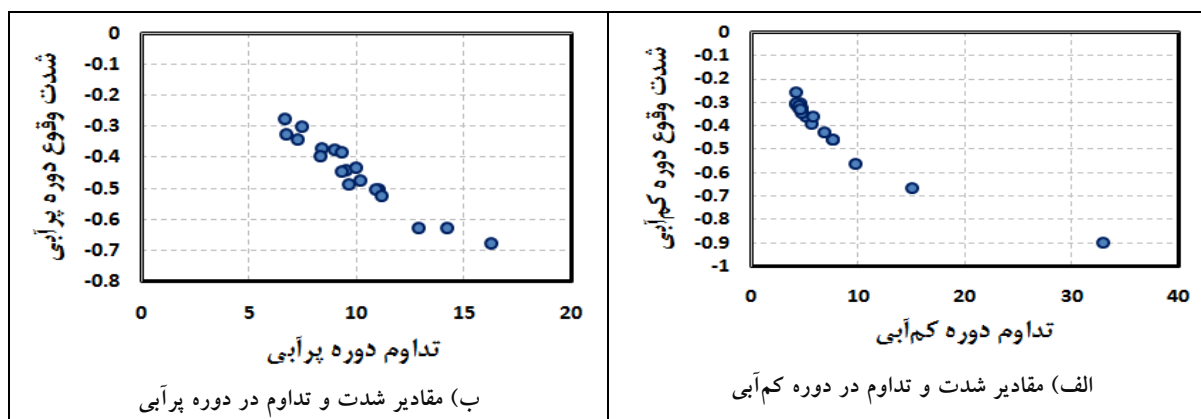 شدت وقوع دوره کم‌آبی
0
-0.1
-0.2
-0.3
-0.4
-0.5
-0.6
-0.7
-0.8
-0.9
-1
0 10 20 30 40
تداوم دوره کم‌آبی
الف) مقادیر شدت و تداوم در دوره کم‌آبی
شدت وقوع دوره پرآبی
0
-0.1
-0.2
-0.3
-0.4
-0.5
-0.6
-0.7
-0.8
0 5 10 15 20
تداوم دوره پرآبی
ب) مقادیر شدت و تداوم در دوره پرآبی